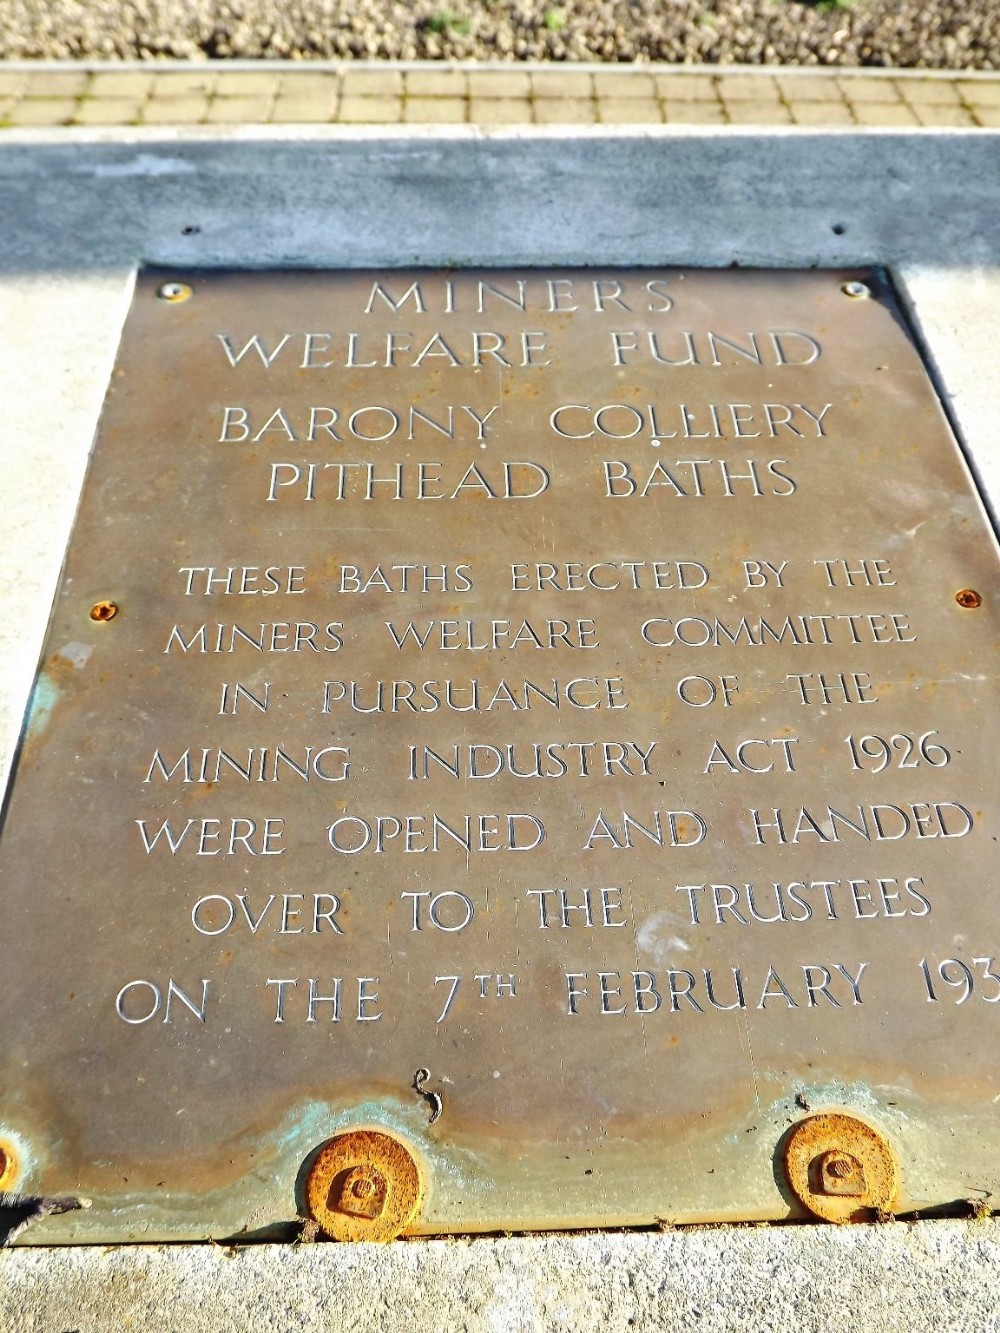 MINERS
WELFARE FUND
BARONY COLLIERY
PITHEAD BATHS
THESE BATHS ERECTED BY THE
MINERS WELFARE COMMITTEE
IN PURSUANCE OF THE
MINING INDUSTRY ACT 1926
WERE OPENED AND HANDED
OVER TO THE TRUSTEES
ON THE 7TH FEBRUARY